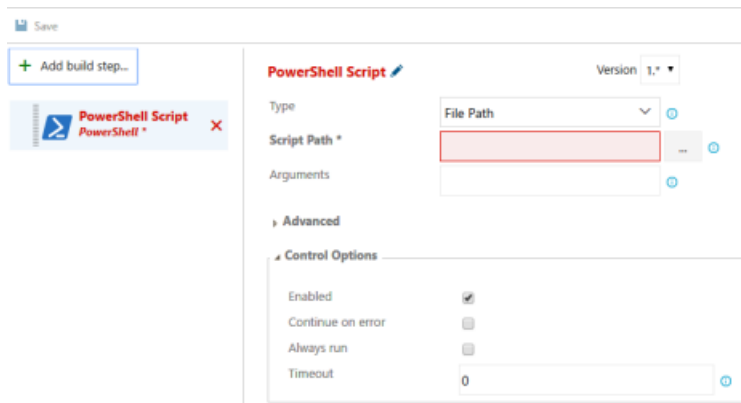 Save
+ Add build step...
PowerShell Script
PowerShell *
PowerShell Script
Version 1.*
Type
File Path
Script Path *
...
Arguments
Advanced
Control Options
Enabled
Continue on error
Always run
Timeout
0